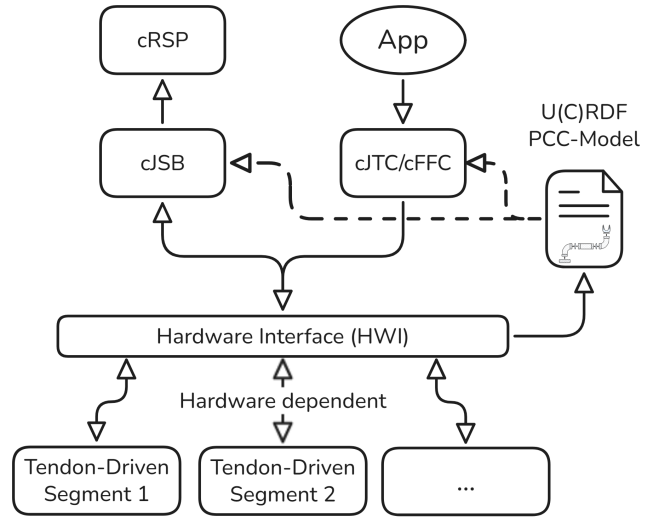 cRSP
App
U(C)RDF
PCC-Model
cJSB
cJTC/cFFC
Hardware Interface (HWI)
Hardware dependent
Tendon-Driven
Segment 1
Tendon-Driven
Segment 2
...